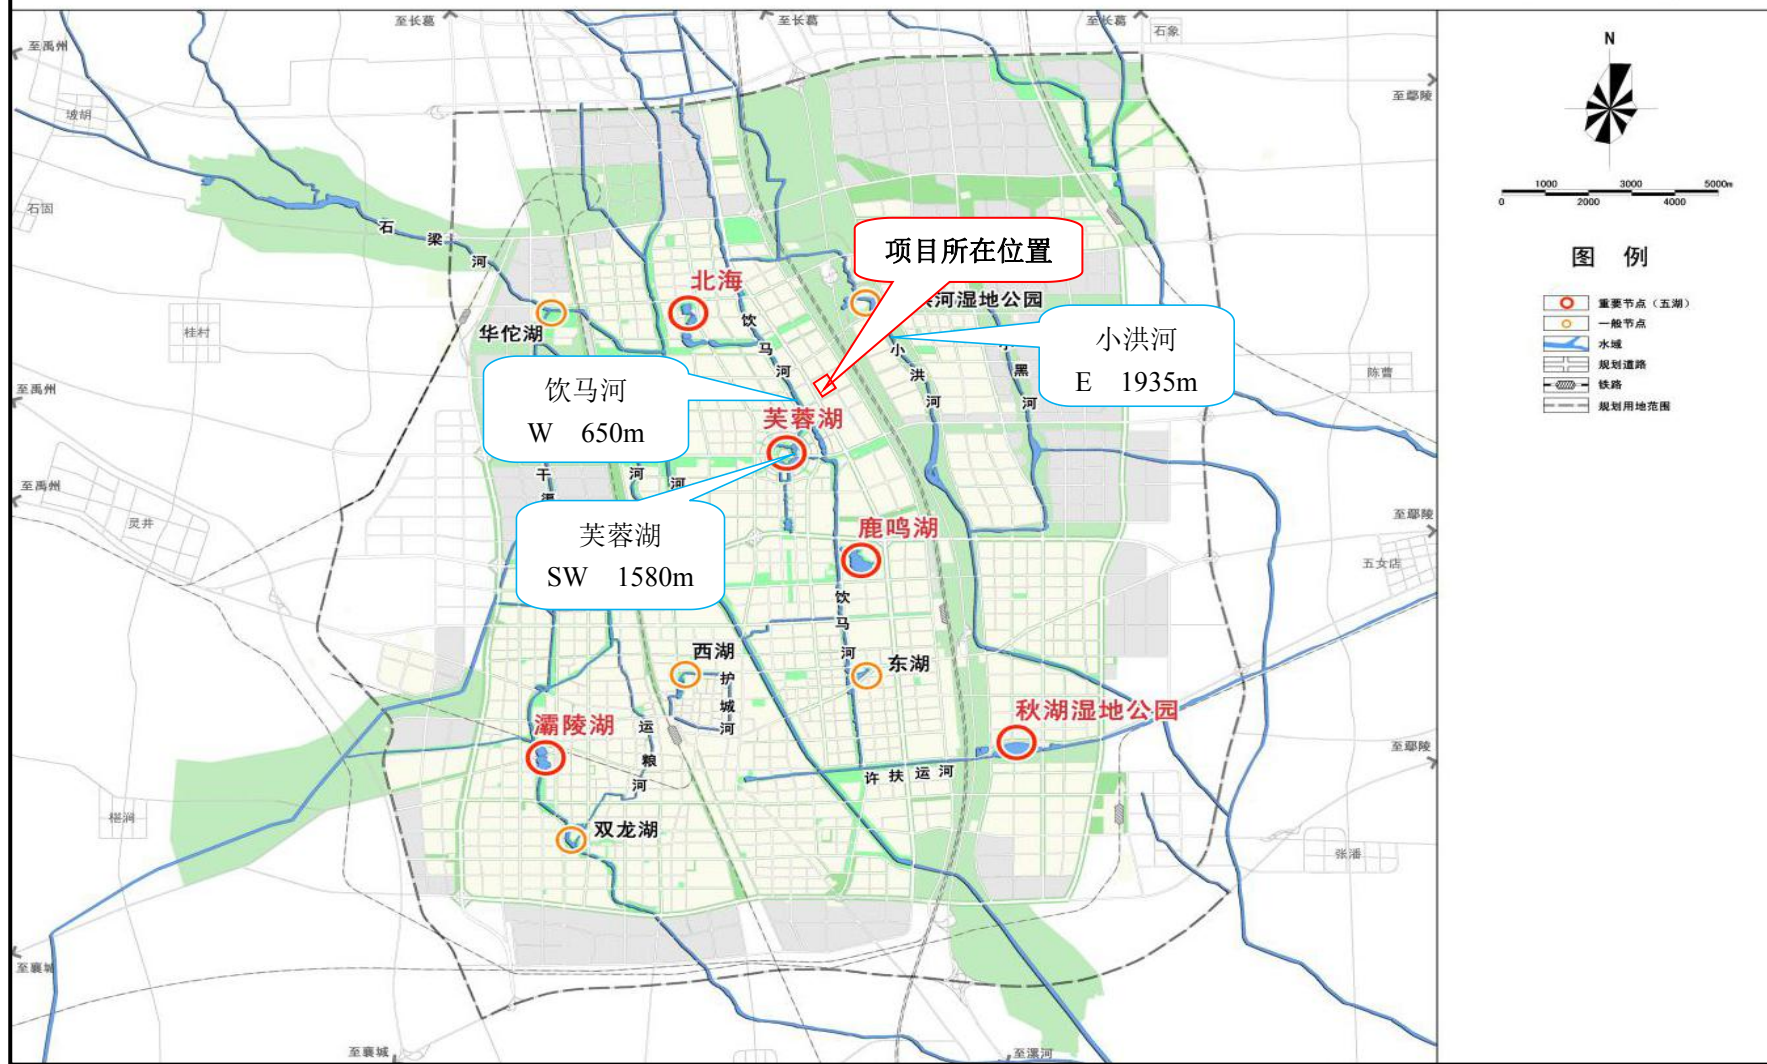 至长葛
至长葛
至长葛
石象
至禹州
至鄢陵
坡胡
石固
石梁河
项目所在位置
北海
河湿地公园
华佗湖
桂村
饮马河
小洪河
黑河
小洪河
E 1935m
陈曹
饮马河
W 650m
至禹州
芙蓉湖
干
河
河
至禹州
灵井
芙蓉湖
SW 1580m
鹿鸣湖
至鄢陵
五女店
饮马河
西湖
护城河
东湖
灞陵湖
运粮河
秋湖湿地公园
许扶运河
至鄢陵
椹涧
双龙湖
张潘
至襄城
至襄城
至漯河
N
1000 3000 5000m
0 2000 4000
图例
重要节点（五湖）
一般节点
水域
规划道路
铁路
规划用地范围